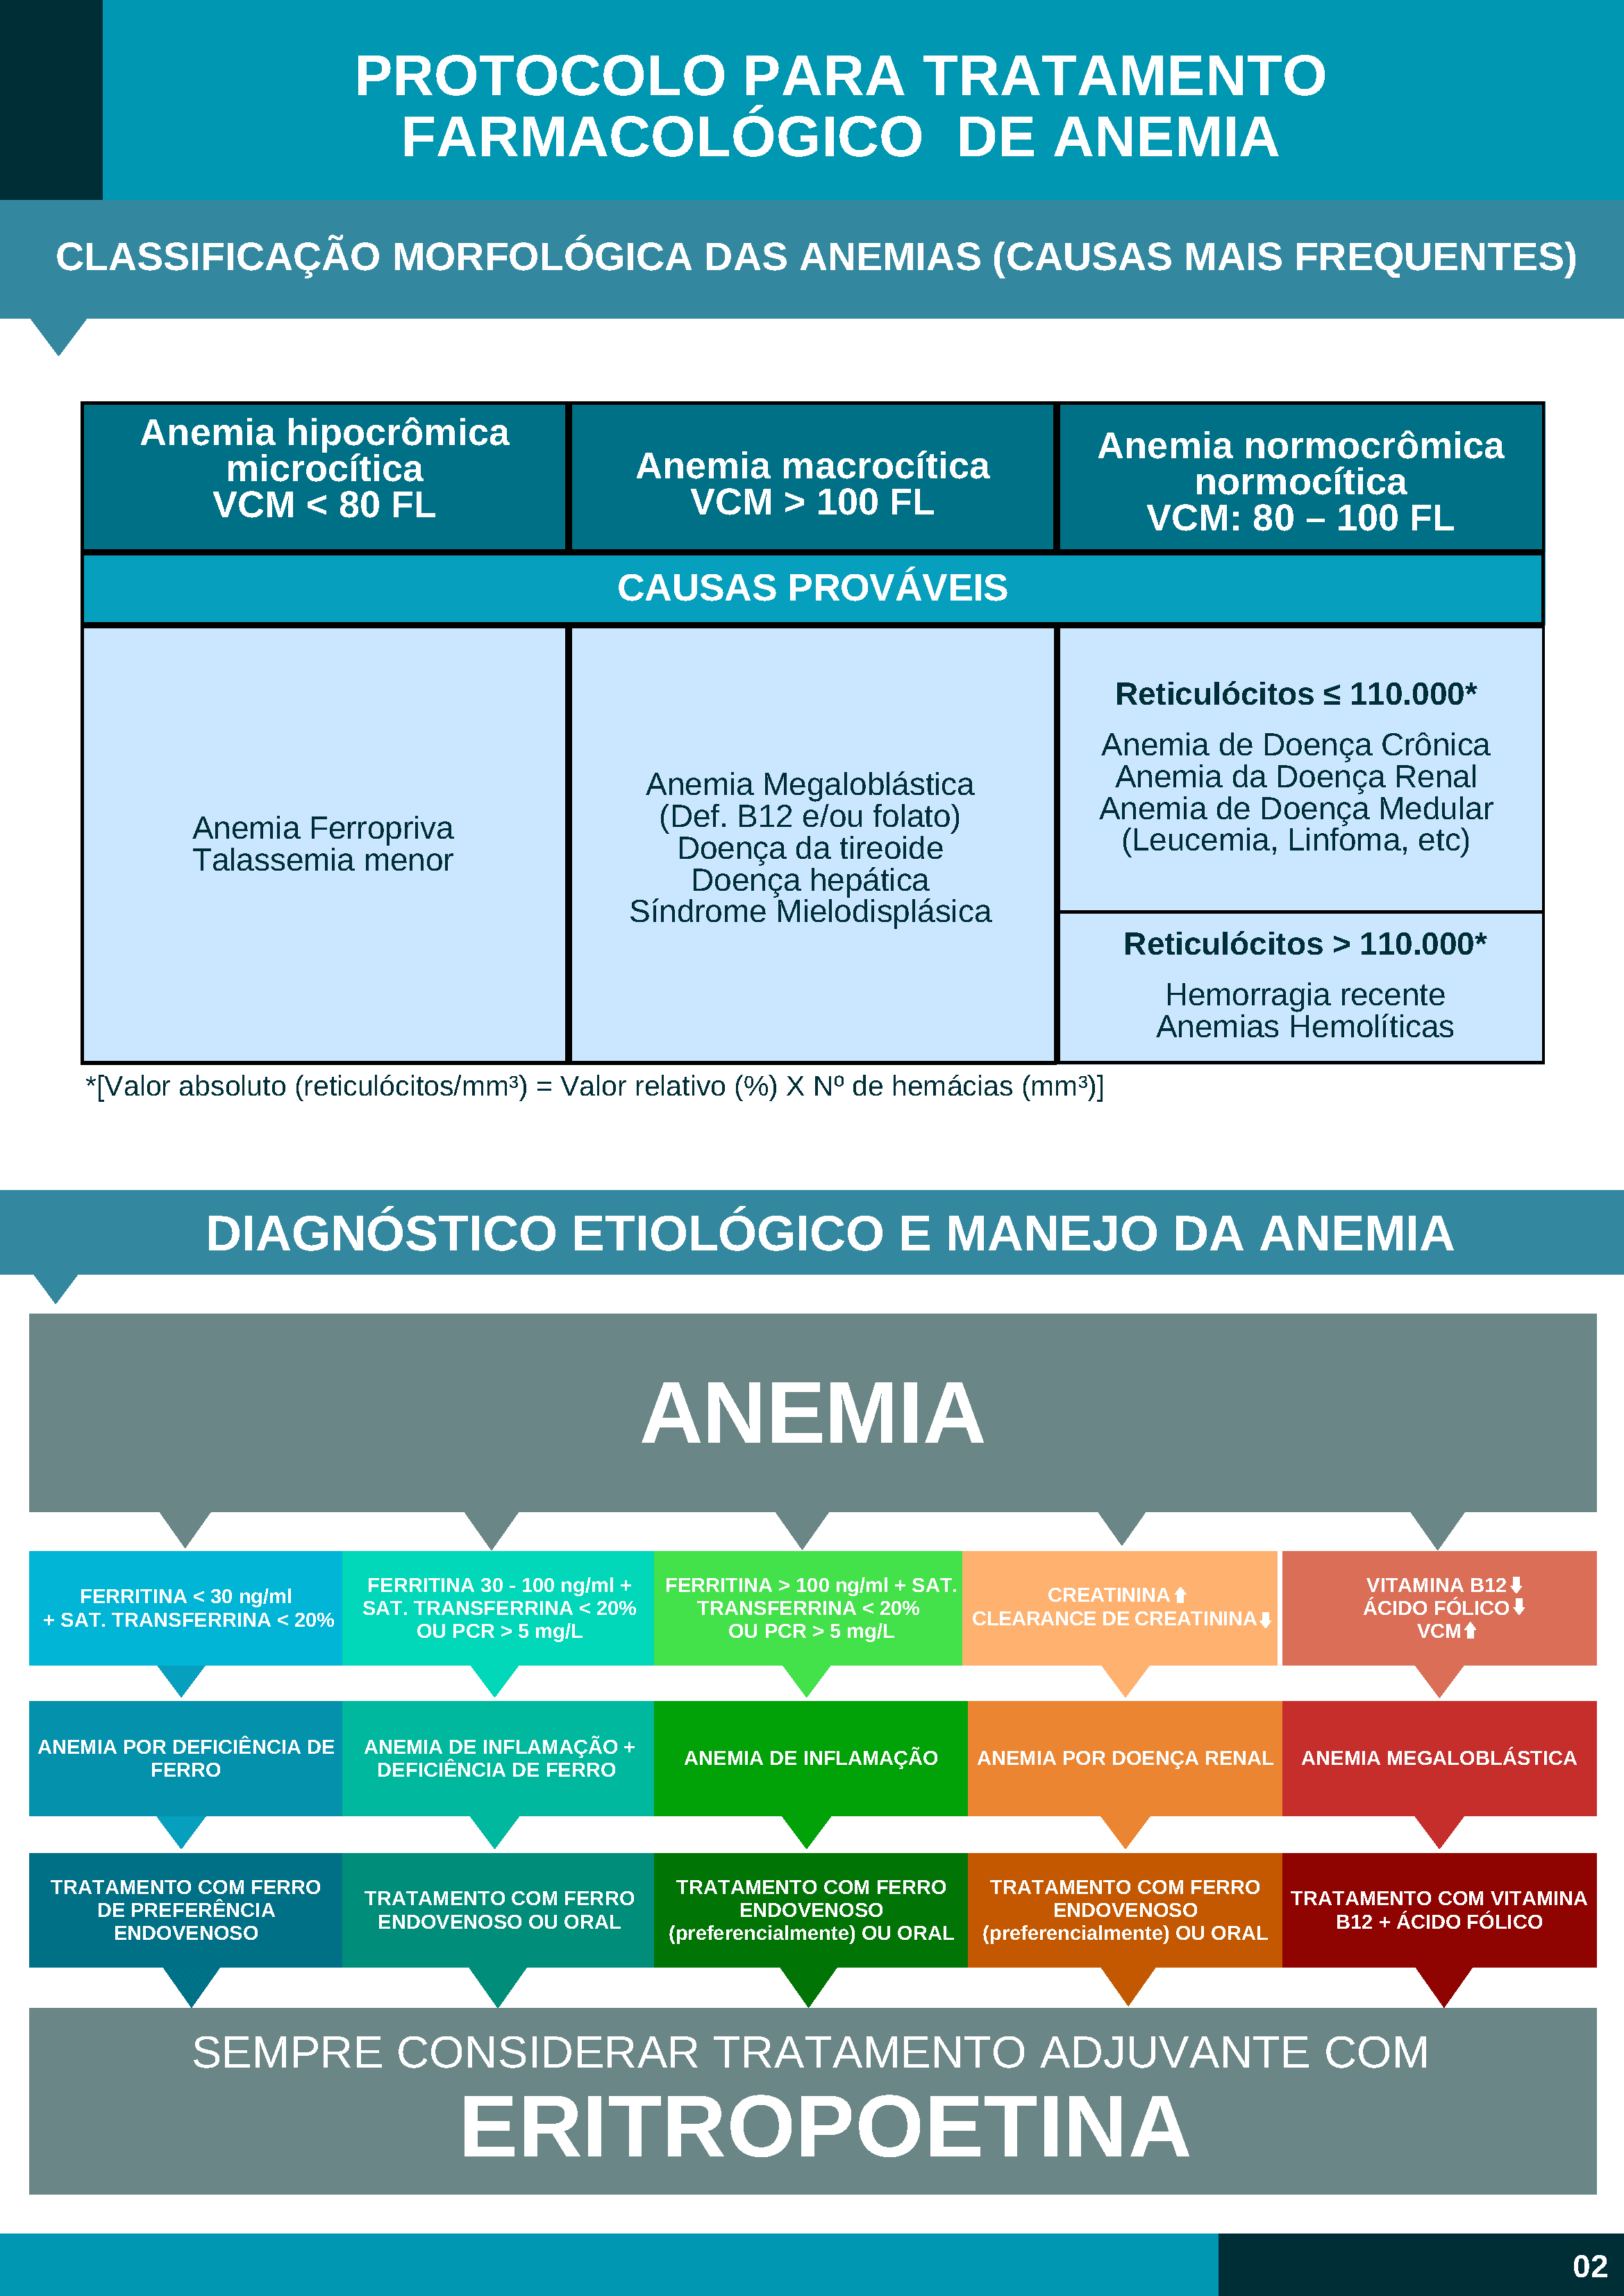 PROTOCOLO PARA TRATAMENTO
FARMACOLÓGICO DE ANEMIA
CLASSIFICAÇÃO MORFOLÓGICA DAS ANEMIAS (CAUSAS MAIS FREQUENTES)
Anemia hipocrômica
microcítica
VCM < 80 FL
Anemia macrocítica
VCM > 100 FL
Anemia normocrômica
normocítica
VCM: 80 – 100 FL
CAUSAS PROVÁVEIS
Anemia Ferropriva
Talassemia menor
Anemia Megaloblástica
(Def. B12 e/ou folato)
Doença da tireoide
Doença hepática
Síndrome Mielodisplásica
Reticulócitos ≤ 110.000*
Anemia de Doença Crônica
Anemia da Doença Renal
Anemia de Doença Medular
(Leucemia, Linfoma, etc)
Reticulócitos > 110.000*
Hemorragia recente
Anemias Hemolíticas
*[Valor absoluto (reticulócitos/mm³) = Valor relativo (%) X Nº de hemácias (mm³)]
DIAGNÓSTICO ETIOLÓGICO E MANEJO DA ANEMIA
ANEMIA
FERRITINA < 30 ng/ml
+ SAT. TRANSFERRINA < 20%
FERRITINA 30 - 100 ng/ml +
SAT. TRANSFERRINA < 20%
OU PCR > 5 mg/L
FERRITINA > 100 ng/ml + SAT.
TRANSFERRINA < 20%
OU PCR > 5 mg/L
CREATININA⬆
CLEARANCE DE CREATININA⬇
VITAMINA B12⬇
ÁCIDO FÓLICO⬇
VCM⬆
ANEMIA POR DEFICIÊNCIA DE
FERRO
ANEMIA DE INFLAMAÇÃO +
DEFICIÊNCIA DE FERRO
ANEMIA DE INFLAMAÇÃO
ANEMIA POR DOENÇA RENAL
ANEMIA MEGALOBLÁSTICA
TRATAMENTO COM FERRO
DE PREFERÊNCIA
ENDOVENOSO
TRATAMENTO COM FERRO
ENDOVENOSO OU ORAL
TRATAMENTO COM FERRO
ENDOVENOSO
(preferencialmente) OU ORAL
TRATAMENTO COM FERRO
ENDOVENOSO
(preferencialmente) OU ORAL
TRATAMENTO COM VITAMINA
B12 + ÁCIDO FÓLICO
SEMPRE CONSIDERAR TRATAMENTO ADJUVANTE COM
ERITROPOETINA
02